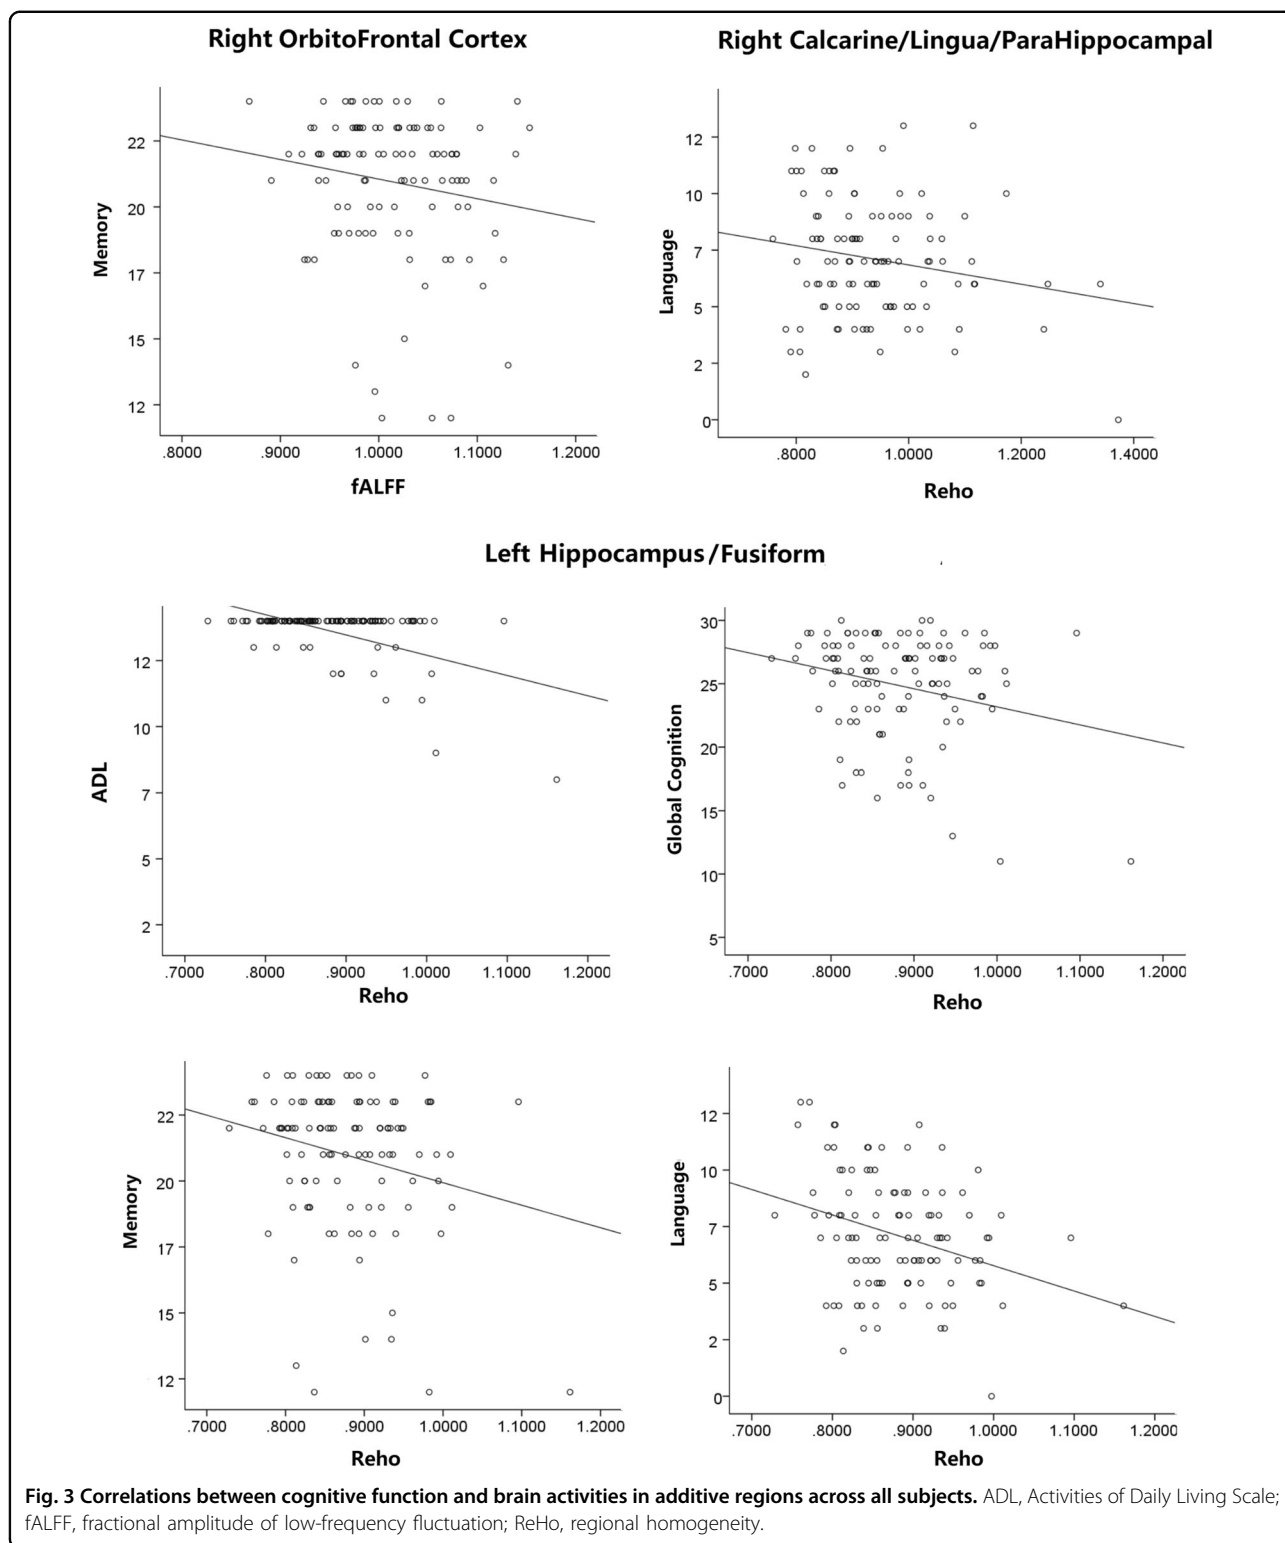 Right OrbitoFrontal Cortex
Memory
22
20
17
15
12
.8000 .9000 1.0000 1.1000 1.2000
fALFF
Right Calcarine/Lingua/ParaHippocampal
Language
12
10
7
5
2
0
.8000 1.0000 1.2000 1.4000
Reho
Left Hippocampus/Fusiform
ADL
12
10
7
5
2
.7000 .8000 .9000 1.0000 1.1000 1.2000
Reho
Global Cognition
30
25
20
15
10
5
.7000 .8000 .9000 1.0000 1.1000 1.2000
Reho
Memory
22
20
17
15
12
.7000 .8000 .9000 1.0000 1.1000 1.2000
Reho
Language
12
10
7
5
2
0
.7000 .8000 .9000 1.0000 1.1000 1.2000
Reho
Fig. 3 Correlations between cognitive function and brain activities in additive regions across all subjects. ADL, Activities of Daily Living Scale;
fALFF, fractional amplitude of low-frequency fluctuation; ReHo, regional homogeneity.